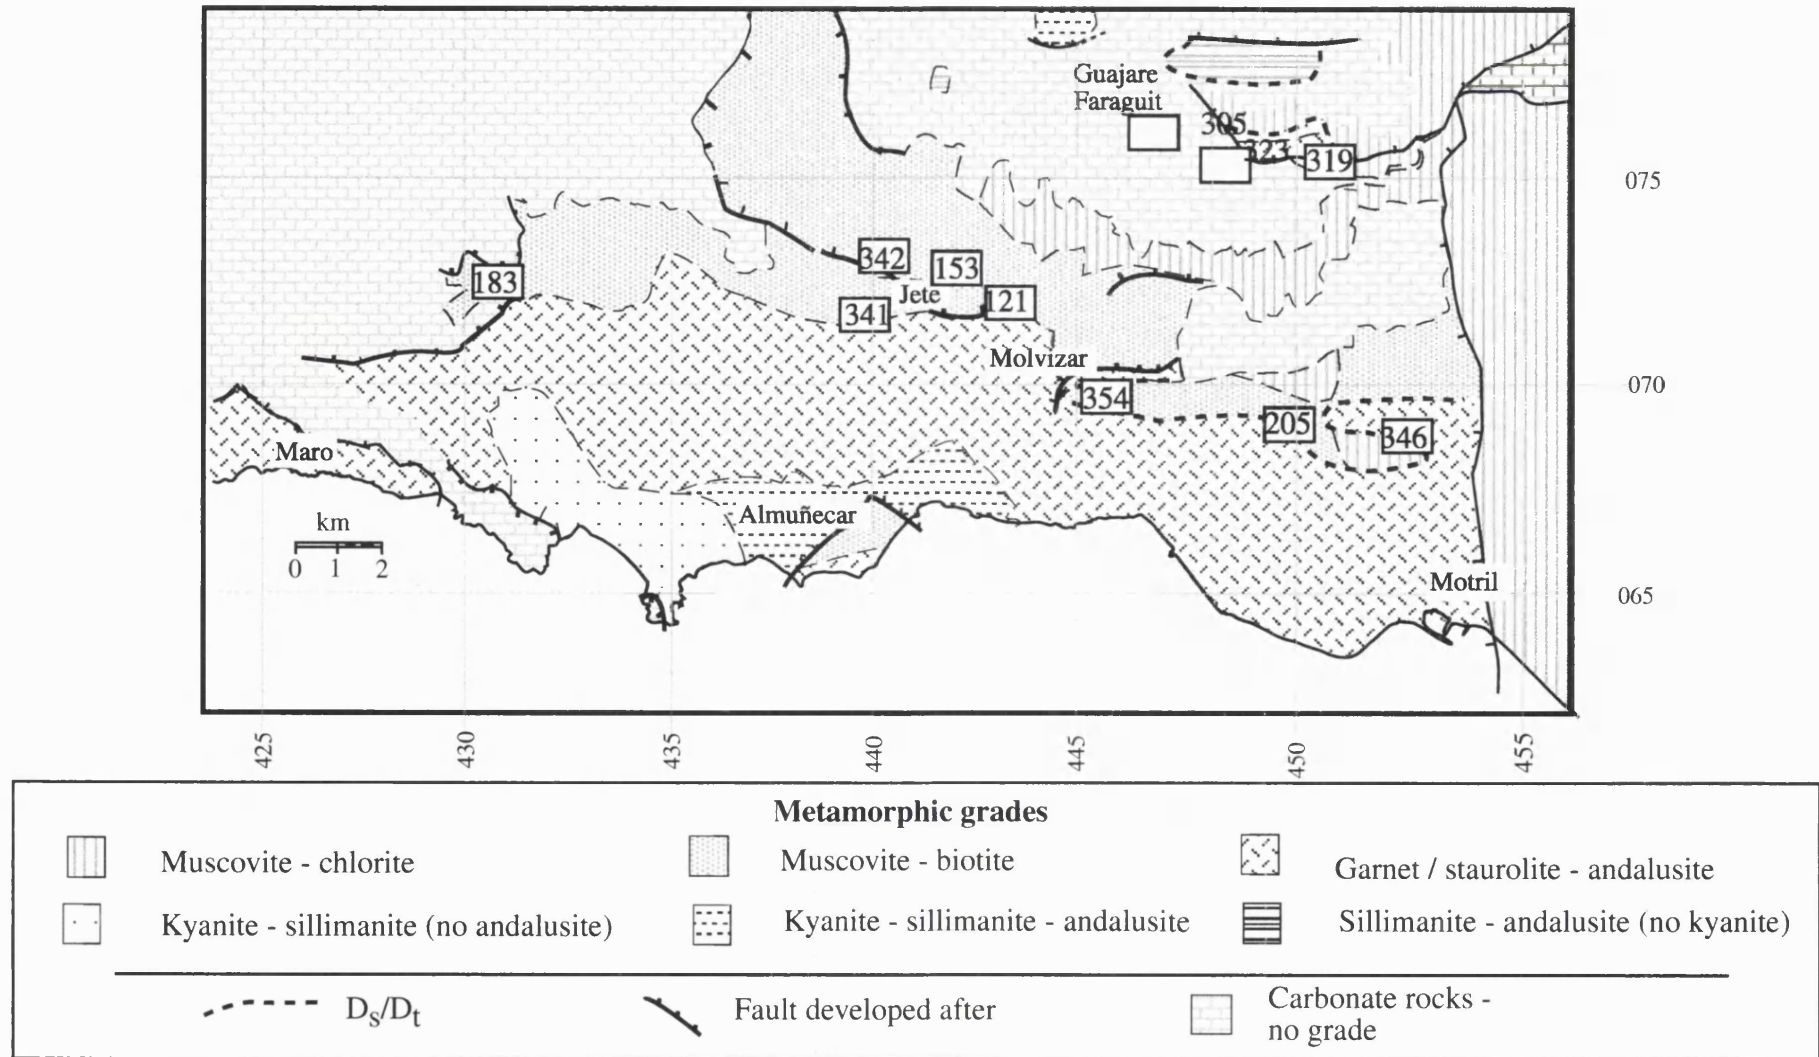 Guajare
Faraguit
305
323
319
075
342
153
183
Jete
121
341
Molvizar
070
354
205
346
Maro
Almuñecar
km
0 1 2
Motril
065
425
430
435
440
445
450
455
Metamorphic grades
Muscovite - chlorite
Muscovite - biotite
Garnet / staurolite - andalusite
Kyanite - sillimanite (no andalusite)
Kyanite - sillimanite - andalusite
Sillimanite - andalusite (no kyanite)
Ds/Dt
Fault developed after
Carbonate rocks -
no grade